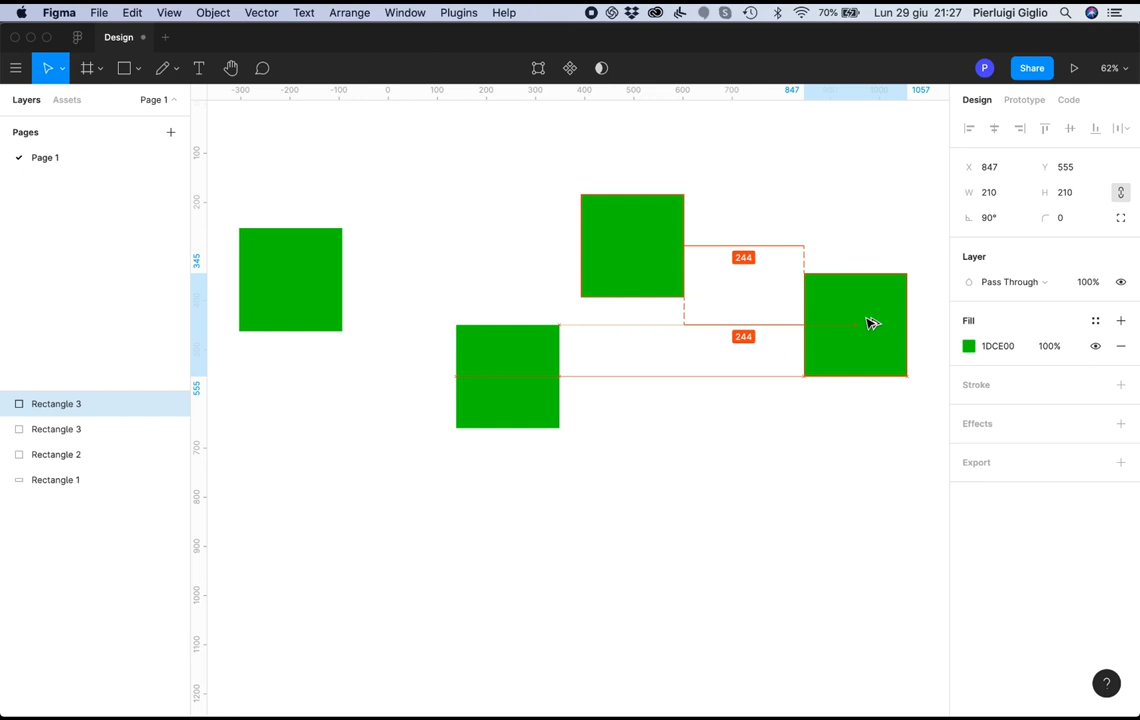 Figma File Edit View Object Vector Text Arrange Window Plugins Help 70% Lun 29 giu 21:27 Pierluigi Giglio
Design
P Share 62%
Layers Assets Page 1
-300 -200 -100 0 100 200 300 400 500 600 700 847 1000 1057
Design Prototype Code
Pages
Page 1
X 847 Y 555
W 210 H 210
90° 0
Layer
Pass Through 100%
Fill
1DCE00 100%
Stroke
Effects
Export
Rectangle 3
Rectangle 3
Rectangle 2
Rectangle 1
100
200
345
555
700
800
900
1000
1100
1200
244
244
?